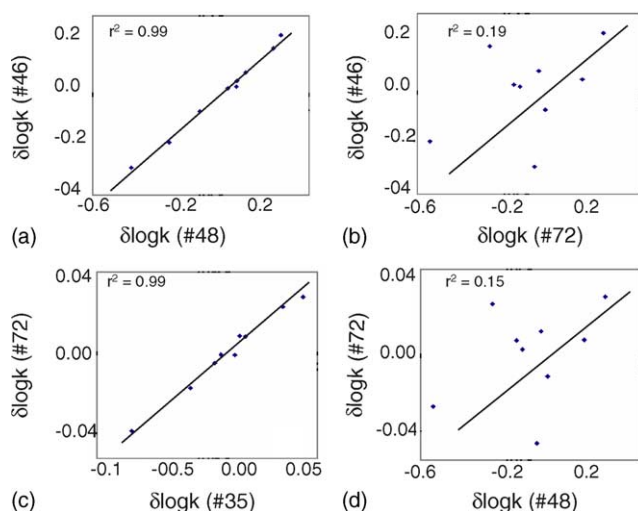 r² = 0.99
0.2
0.0
-0.2
-04
-0.6
-0.2
0.2
δlogk (#46)
(a)
δlogk (#48)
r² = 0.19
0.2
0.0
-0.2
-04
-0.6
-0.2
0.2
δlogk (#46)
(b)
δlogk (#72)
r² = 0.99
0.04
0.00
-0.04
-0.1
-00.5
0.00
0.05
δlogk (#72)
(c)
δlogk (#35)
r² = 0.15
0.04
0.00
-0.04
-0.6
-0.2
0.2
δlogk (#72)
(d)
δlogk (#48)